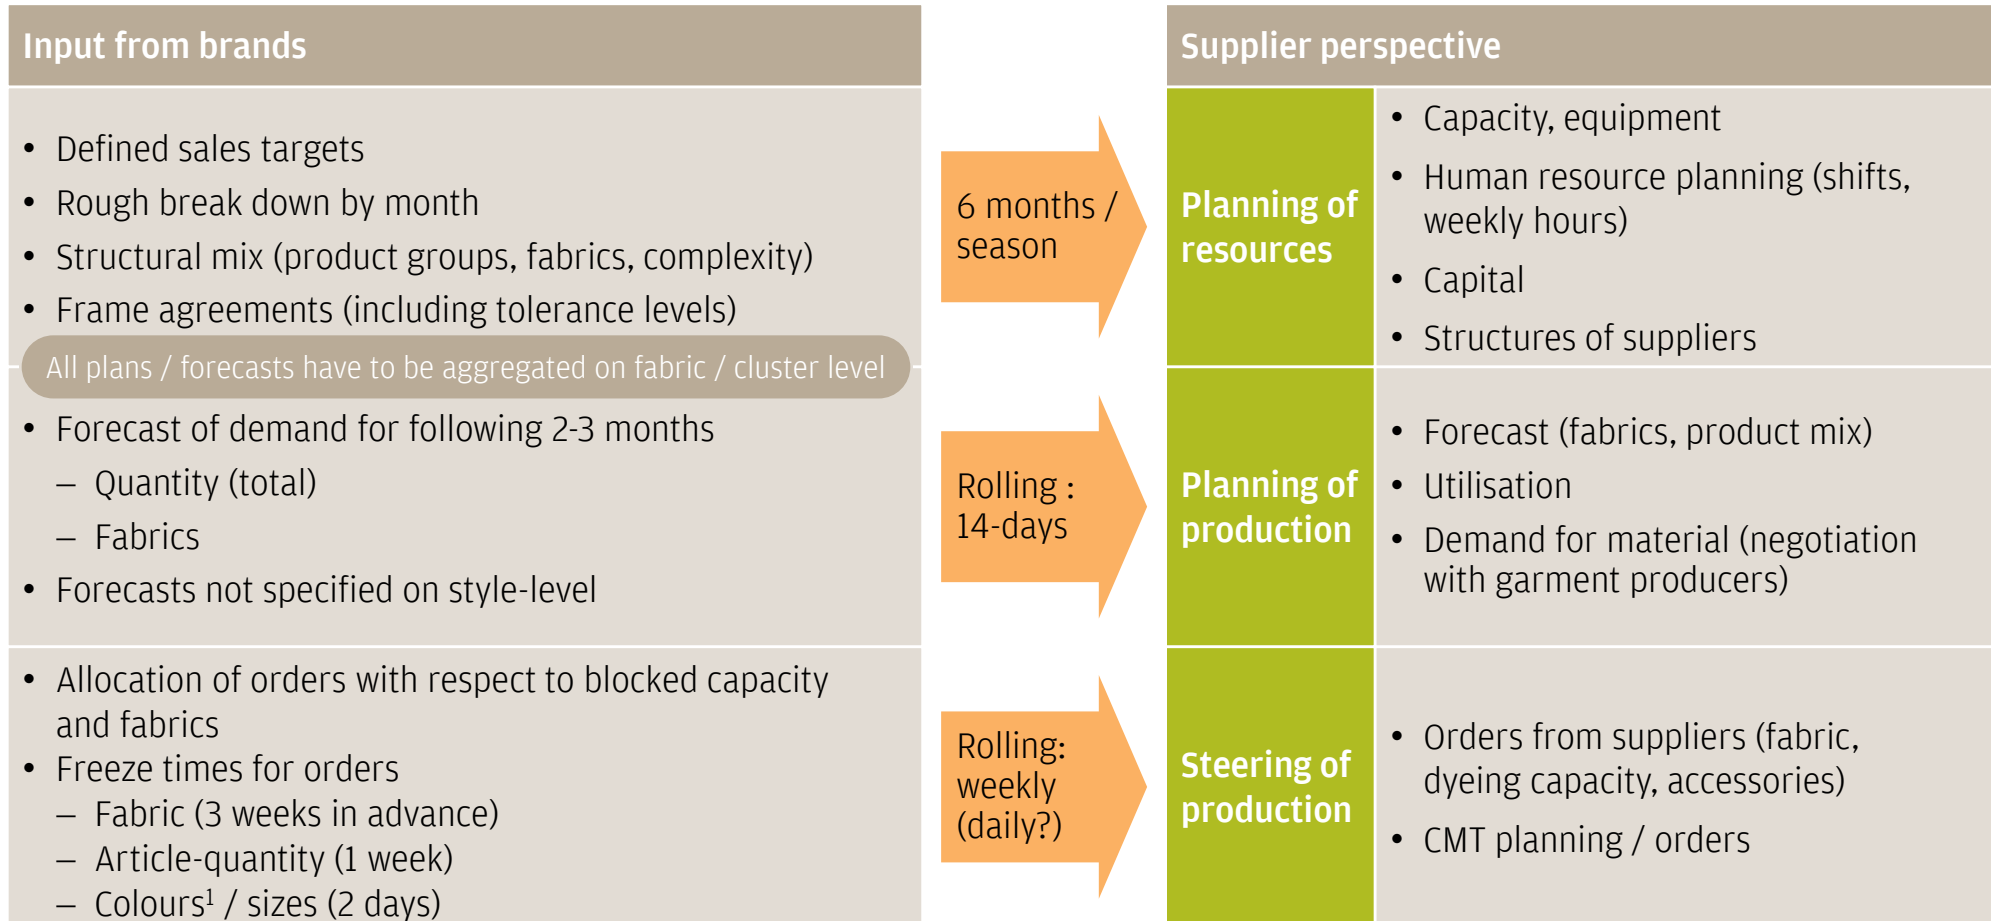 Input from brands
• Defined sales targets
• Rough break down by month
• Structural mix (product groups, fabrics, complexity)
• Frame agreements (including tolerance levels)
All plans / forecasts have to be aggregated on fabric / cluster level
• Forecast of demand for following 2-3 months
– Quantity (total)
– Fabrics
• Forecasts not specified on style-level
• Allocation of orders with respect to blocked capacity
and fabrics
• Freeze times for orders
– Fabric (3 weeks in advance)
– Article-quantity (1 week)
– Colours¹ / sizes (2 days)
6 months /
season
Rolling :
14-days
Rolling:
weekly
(daily?)
Supplier perspective
Planning of
resources
• Capacity, equipment
• Human resource planning (shifts,
weekly hours)
• Capital
• Structures of suppliers
Planning of
production
• Forecast (fabrics, product mix)
• Utilisation
• Demand for material (negotiation
with garment producers)
Steering of
production
• Orders from suppliers (fabric,
dyeing capacity, accessories)
• CMT planning / orders